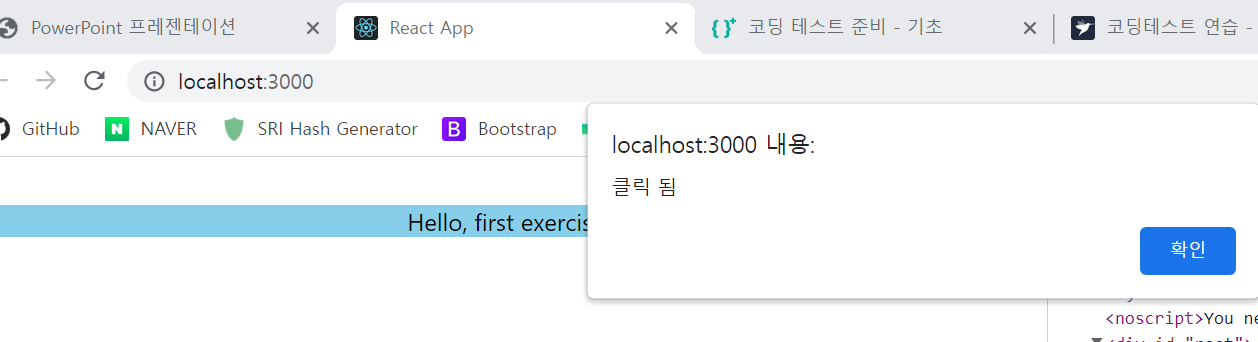 PowerPoint 프레젠테이션
React App
코딩 테스트 준비 - 기초
코딩테스트 연습 -
localhost:3000
GitHub
NAVER
SRI Hash Generator
Bootstrap
localhost:3000 내용:
클릭 됨
확인
Hello, first
<noscript>You